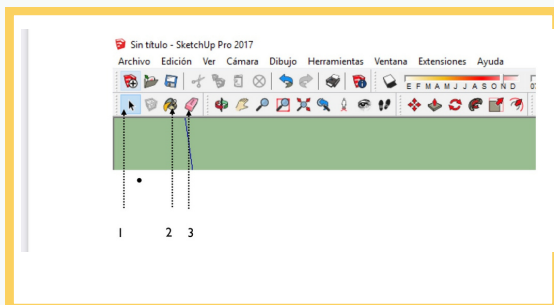 Sin título - SketchUp Pro 2017
Archivo Edición Ver Cámara Dibujo Herramientas Ventana Extensiones Ayuda
E F M A M J J A S O N D
1 2 3